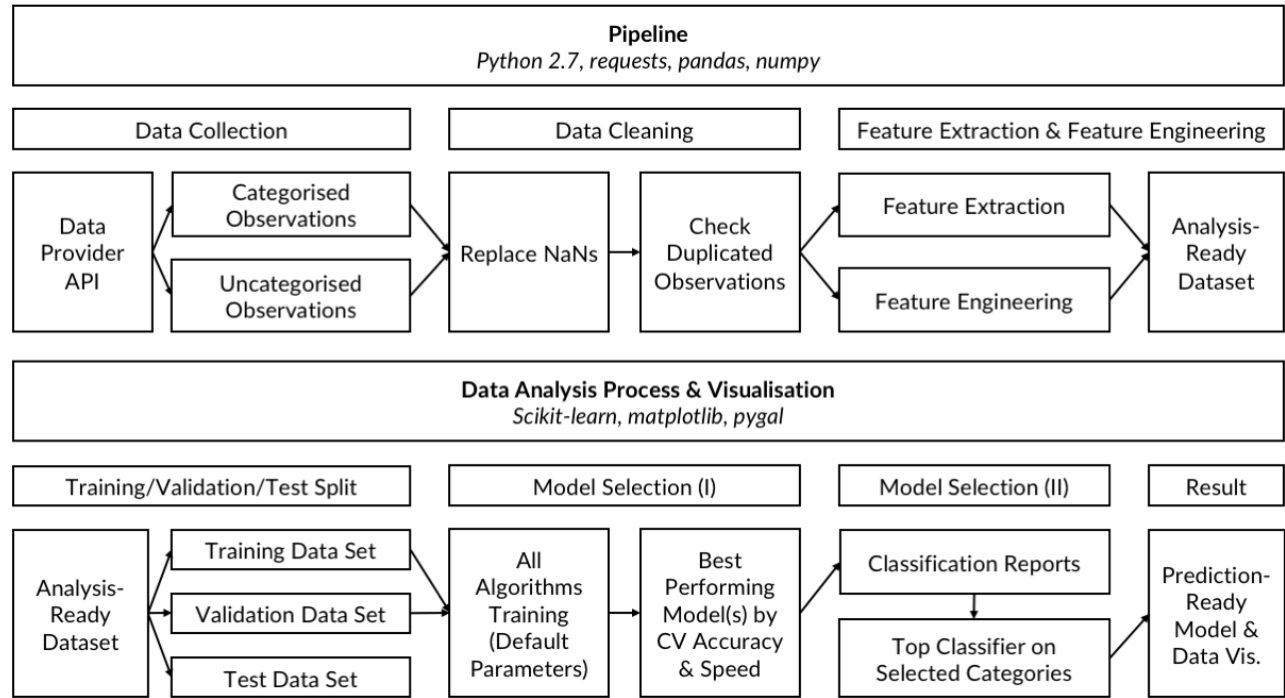 Pipeline
Python 2.7, requests, pandas, numpy
Data Collection
Data Cleaning
Feature Extraction & Feature Engineering
Data
Provider
API
Categorised
Observations
Uncategorised
Observations
Replace NaNs
Check
Duplicated
Observations
Feature Extraction
Feature Engineering
Analysis-
Ready
Dataset
Data Analysis Process & Visualisation
Scikit-learn, matplotlib, pygal
Training/Validation/Test Split
Model Selection (I)
Model Selection (II)
Result
Analysis-
Ready
Dataset
Training Data Set
Validation Data Set
Test Data Set
All
Algorithms
Training
(Default
Parameters)
Best
Performing
Model(s) by
CV Accuracy
& Speed
Classification Reports
Top Classifier on
Selected Categories
Prediction-
Ready
Model &
Data Vis.